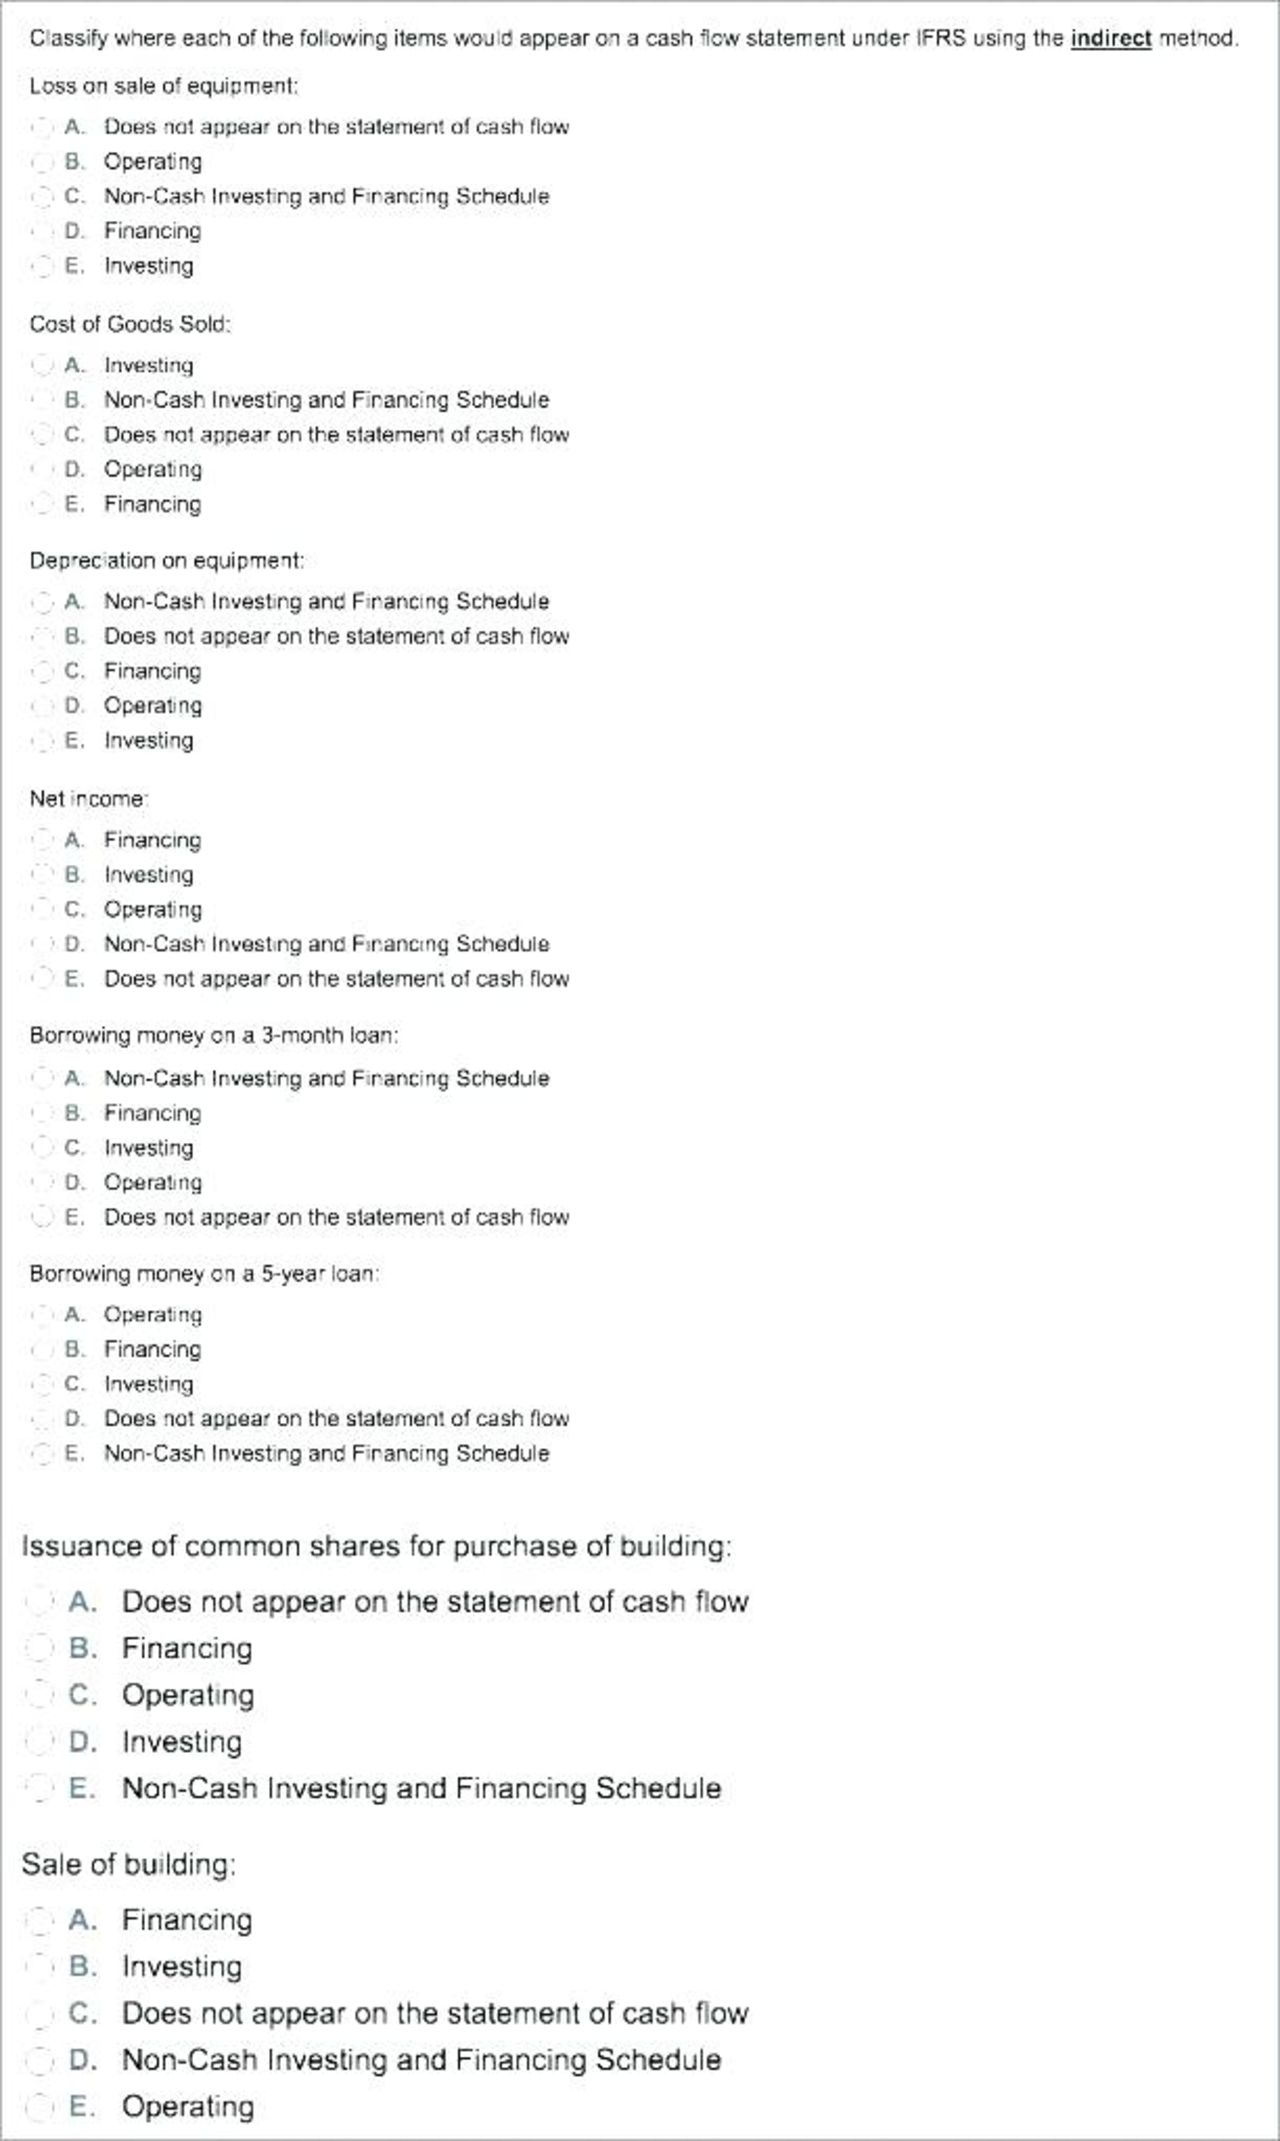 Classify where each of the following items would appear on a cash flow statement under IFRS using the indirect method.
Loss on sale of equipment:
A. Does not appear on the statement of cash flow
B. Operating
C. Non-Cash Investing and Financing Schedule
D. Financing
E. Investing
Cost of Goods Sold:
A. Investing
B. Non-Cash Investing and Financing Schedule
C. Does not appear on the statement of cash flow
D. Operating
E. Financing
Depreciation on equipment:
A. Non-Cash Investing and Financing Schedule
B. Does not appear on the statement of cash flow
C. Financing
D. Operating
E. Investing
Net income:
A. Financing
B. Investing
C. Operating
D. Non-Cash Investing and Financing Schedule
E. Does not appear on the statement of cash flow
Borrowing money on a 3-month loan:
A. Non-Cash Investing and Financing Schedule
B. Financing
C. Investing
D. Operating
E. Does not appear on the statement of cash flow
Borrowing money on a 5-year loan:
A. Operating
B. Financing
C. Investing
D. Does not appear on the statement of cash flow
E. Non-Cash Investing and Financing Schedule
Issuance of common shares for purchase of building:
A. Does not appear on the statement of cash flow
B. Financing
C. Operating
D. Investing
E. Non-Cash Investing and Financing Schedule
Sale of building:
A. Financing
B. Investing
C. Does not appear on the statement of cash flow
D. Non-Cash Investing and Financing Schedule
E. Operating